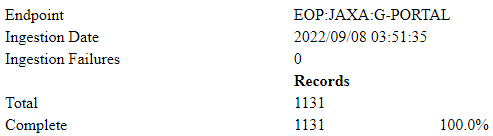 Endpoint EOP:JAXA:G-PORTAL
Ingestion Date 2022/09/08 03:51:35
Ingestion Failures 0
Records
Total 1131
Complete 1131 100.0%